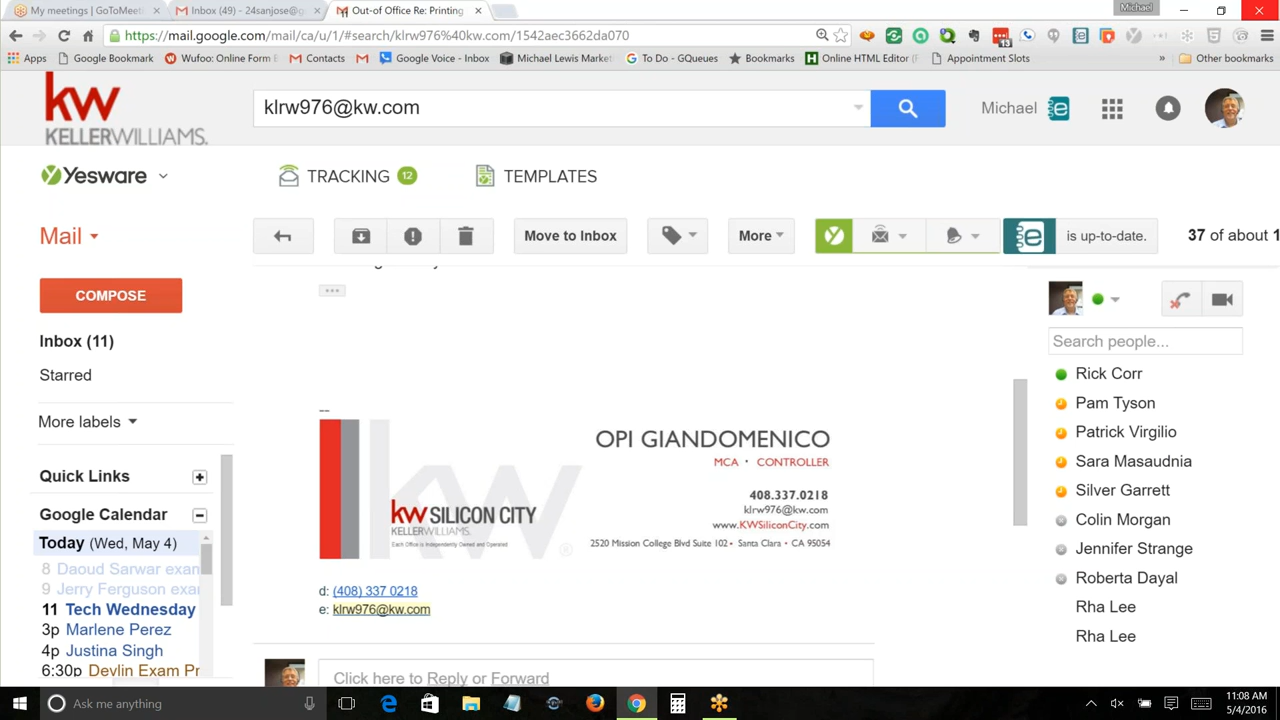 My meetings | GoToMeeti
Inbox (49) - 24sanjose@g
Out-of Office Re: Printing
Michael
https://mail.google.com/mail/ca/u/1/#search/klrw976%40kw.com/1542aec3662da070
13
Apps
Google Bookmark
Wufoo: Online Form
Contacts
Google Voice - Inbox
Michael Lewis Market
To Do - GQueues
Bookmarks
Online HTML Editor (F
Appointment Slots
»
Other bookmarks
kw
KELLERWILLIAMS.
klrw976@kw.com
Michael
Yesware
TRACKING 12
TEMPLATES
Mail
Move to Inbox
More
is up-to-date.
37 of about 1
COMPOSE
Inbox (11)
Starred
More labels
Quick Links
Google Calendar
Today (Wed, May 4)
8 Daoud Sarwar exam
9 Jerry Ferguson exa
11 Tech Wednesday
3p Marlene Perez
4p Justina Singh
6:30p Devlin Exam Pr
--
OPI GIANDOMENICO
MCA • CONTROLLER
408.337.0218
klrw976@kw.com
www.KWSiliconCity.com
2520 Mission College Blvd Suite 102 • Santa Clara • CA 95054
kw SILICON CITY
KELLERWILLIAMS.
Each Office is Independently Owned and Operated
d: (408) 337 0218
e: klrw976@kw.com
Click here to Reply or Forward
Search people...
Rick Corr
Pam Tyson
Patrick Virgilio
Sara Masaudnia
Silver Garrett
Colin Morgan
Jennifer Strange
Roberta Dayal
Rha Lee
Rha Lee
Ask me anything
11:08 AM
5/4/2016